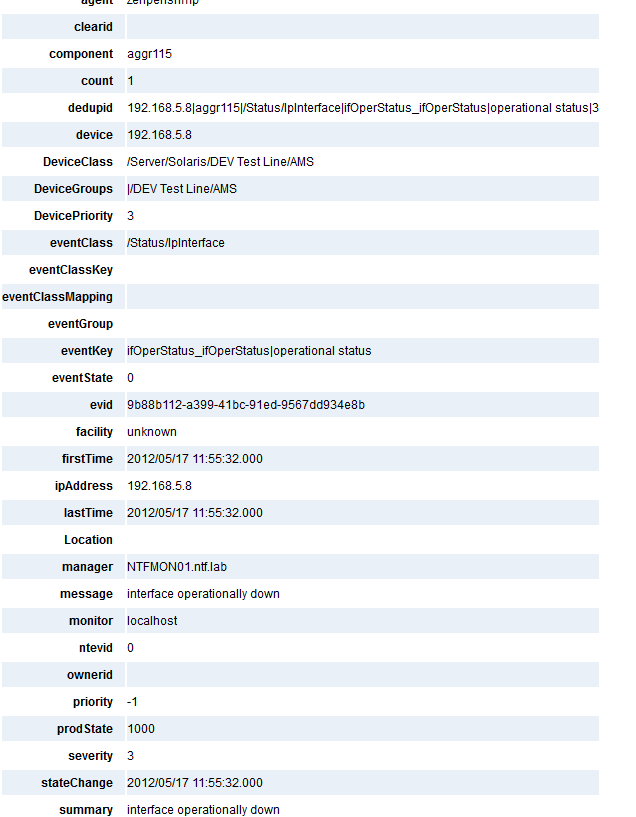 agent zenperfsnmp
clearid
component aggr115
count 1
dedupid 192.168.5.8|aggr115|/Status/IpInterface|ifOperStatus_ifOperStatus|operational status|3
device 192.168.5.8
DeviceClass /Server/Solaris/DEV Test Line/AMS
DeviceGroups |/DEV Test Line/AMS
DevicePriority 3
eventClass /Status/IpInterface
eventClassKey
eventClassMapping
eventGroup
eventKey ifOperStatus_ifOperStatus|operational status
eventState 0
evid 9b88b112-a399-41bc-91ed-9567dd934e8b
facility unknown
firstTime 2012/05/17 11:55:32.000
ipAddress 192.168.5.8
lastTime 2012/05/17 11:55:32.000
Location
manager NTFMON01.ntf.lab
message interface operationally down
monitor localhost
ntevid 0
ownerid
priority -1
prodState 1000
severity 3
stateChange 2012/05/17 11:55:32.000
summary interface operationally down